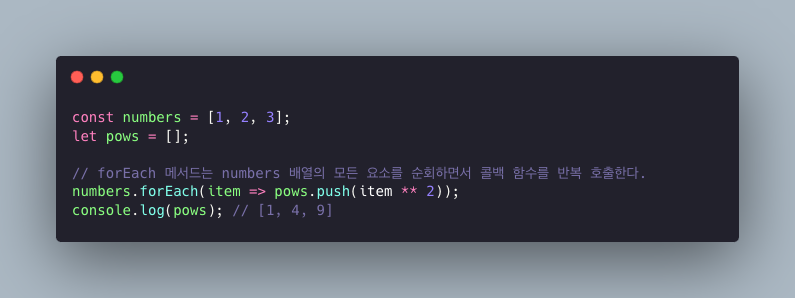 const numbers = [1, 2, 3];
let pows = [];
// forEach 메서드는 numbers 배열의 모든 요소를 순회하면서 콜백 함수를 반복 호출한다.
numbers.forEach(item => pows.push(item ** 2));
console.log(pows); // [1, 4, 9]